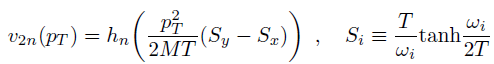 v_{2n}(p_T) = h_n\left(\frac{p_T^2}{2MT}(S_y - S_x)\right) , S_i \equiv \frac{T}{\omega_i}\tanh\frac{\omega_i}{2T}